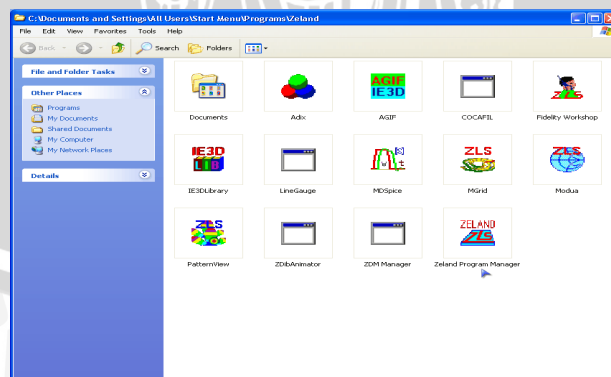 C:\Documents and Settings\All Users\Start Menu\Programs\Zeland
File Edit View Favorites Tools Help
Back Search Folders
File and Folder Tasks
Other Places
Programs
My Documents
Shared Documents
My Computer
My Network Places
Details
AGIF
IE3D
Documents Adix AGIF COCAFIL Fidelity Workshop
IE3D
LIB
ZLS
IE3DLibrary LineGauge MDSpice MGrid Modua
ZLS
ZELAND
ZLS
PatternView ZDibAnimator ZDM Manager Zeland Program Manager